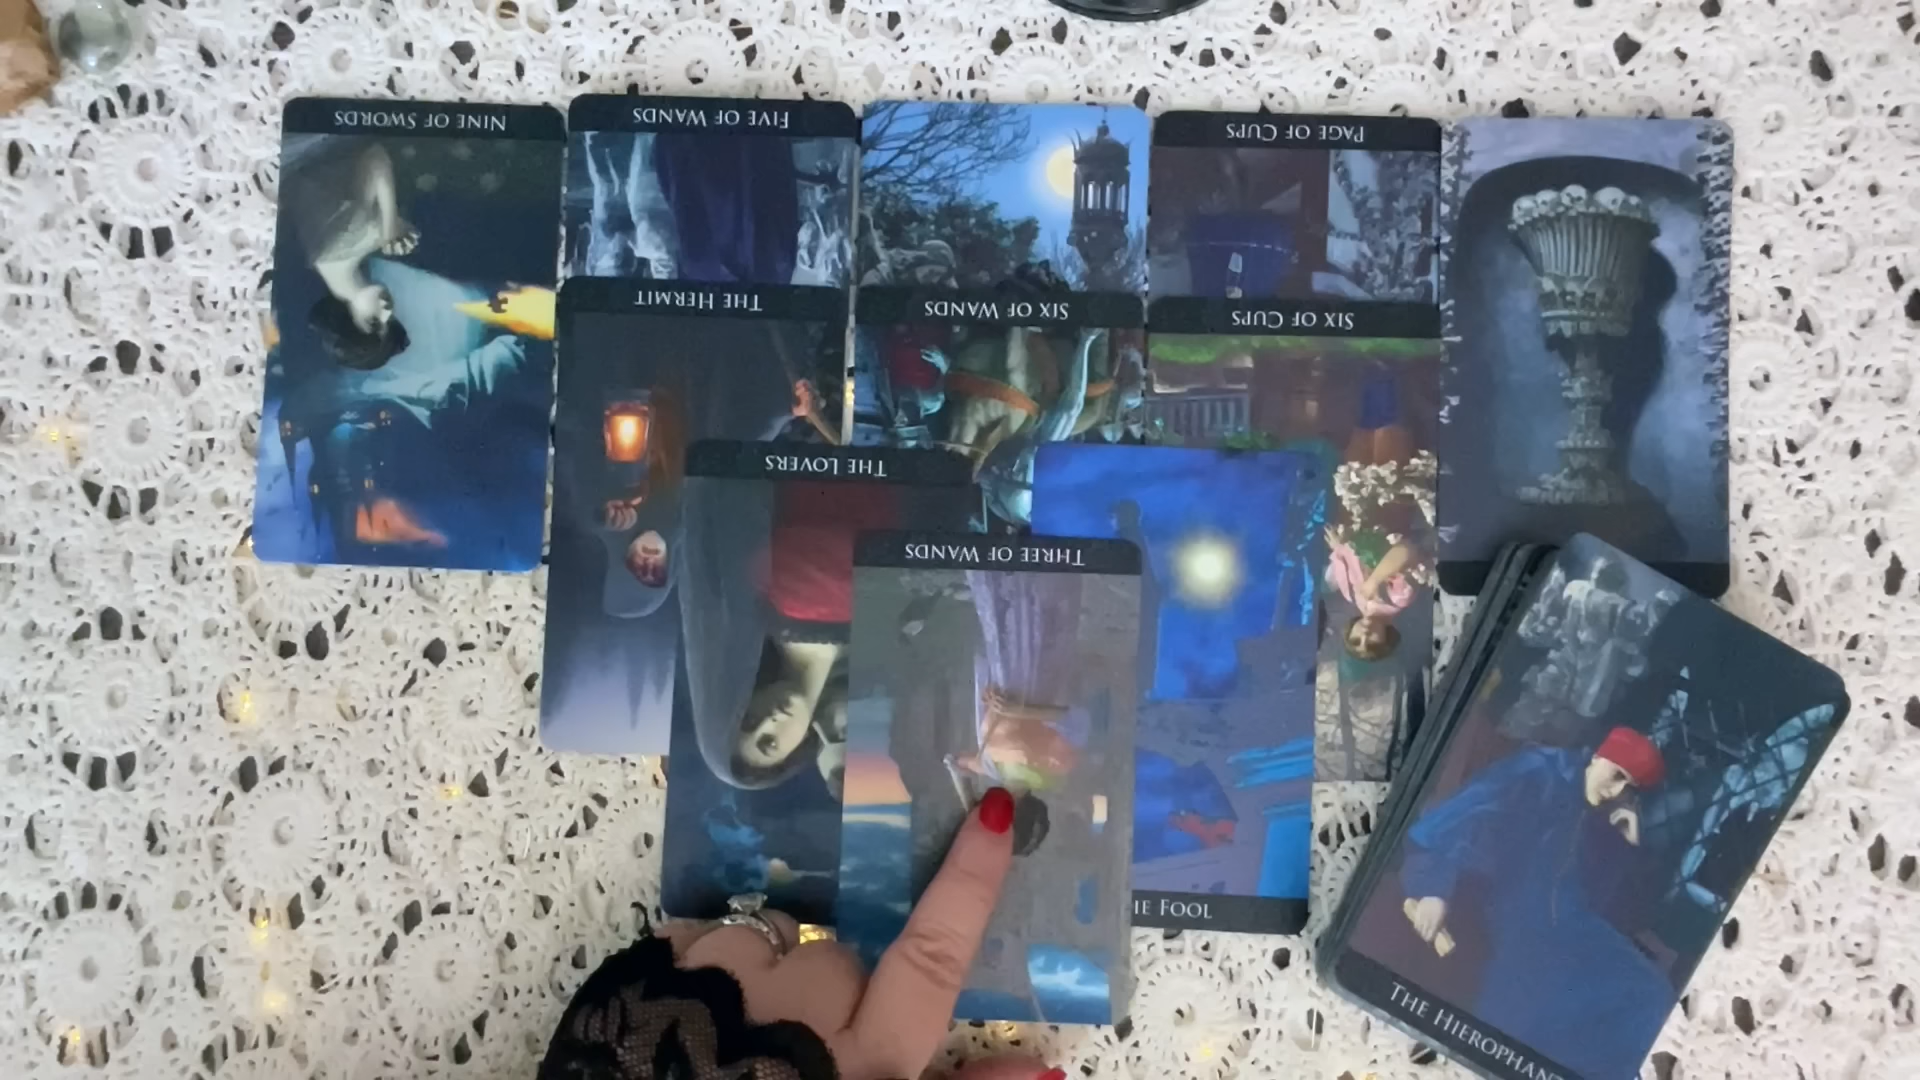 NINE OF SWORDS
FIVE OF WANDS
PAGE OF CUPS
THE HERMIT
SIX OF WANDS
SIX OF CUPS
THE LOVERS
THREE OF WANDS
FOOL
THE HIEROPHANT